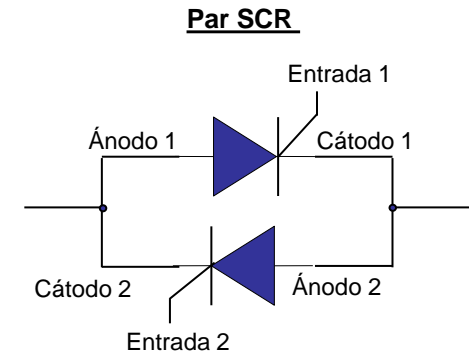 Par SCR
Entrada 1
Ánodo 1
Cátodo 1
Cátodo 2
Ánodo 2
Entrada 2